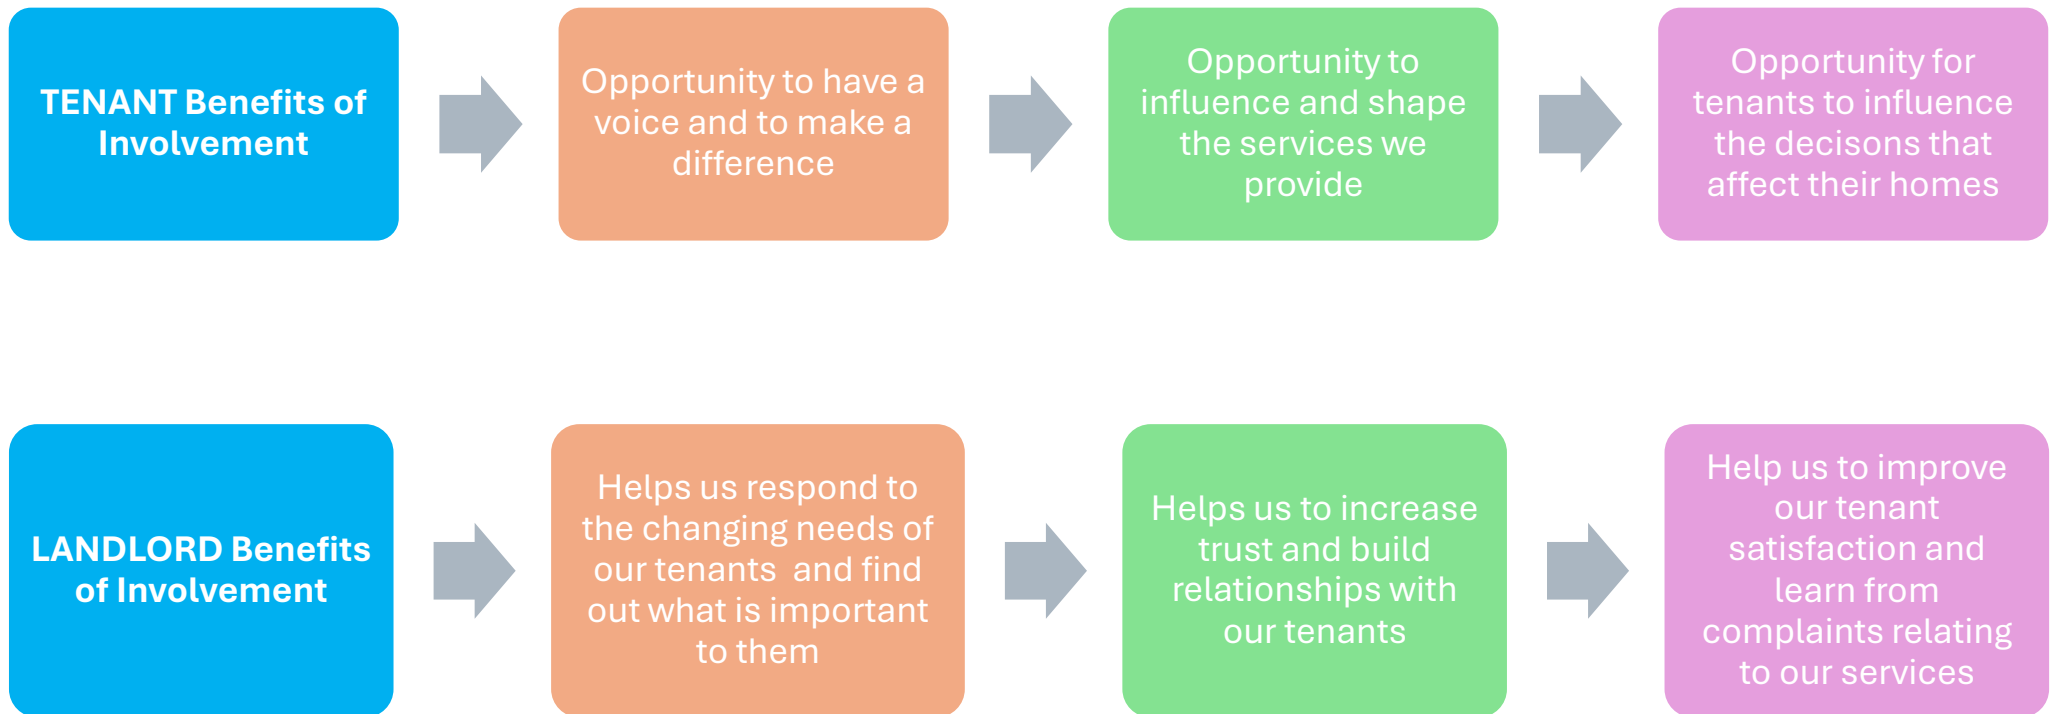 TENANT Benefits of
Involvement
Opportunity to have a
voice and to make a
difference
Opportunity to
influence and shape
the services we
provide
Opportunity for
tenants to influence
the decisons that
affect their homes
LANDLORD Benefits
of Involvement
Helps us respond to
the changing needs of
our tenants  and find
out what is important
to them
Helps us to increase
trust and build
relationships with
our tenants
Help us to improve
our tenant
satisfaction and
learn from
complaints relating
to our services